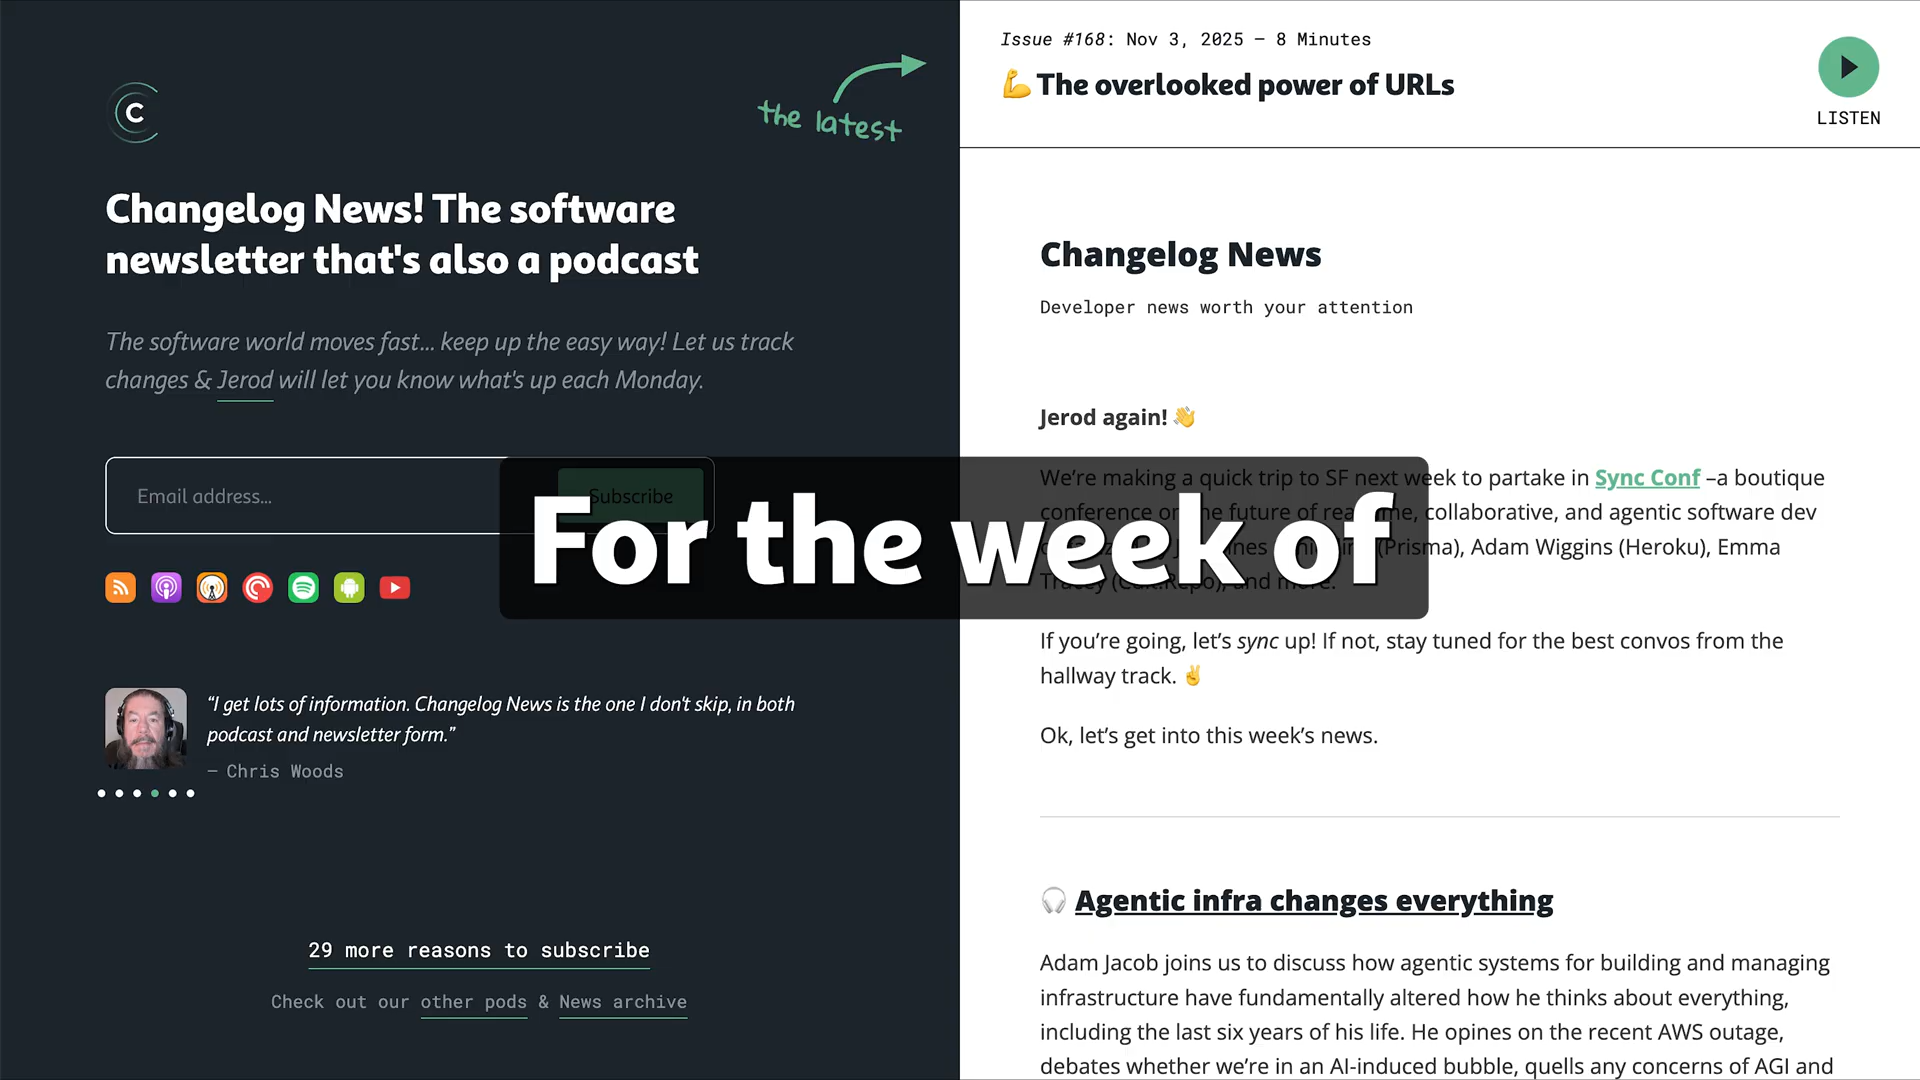 C
the latest
Changelog News! The software
newsletter that's also a podcast
The software world moves fast... keep up the easy way! Let us track
changes & Jerod will let you know what's up each Monday.
Email address...
Subscribe
“I get lots of information. Changelog News is the one I don't skip, in both
podcast and newsletter form.”
– Chris Woods
29 more reasons to subscribe
Check out our other pods & News archive
For the week of
Issue #168: Nov 3, 2025 — 8 Minutes
💪 The overlooked power of URLs
LISTEN
Changelog News
Developer news worth your attention
Jerod again! 👋
We’re making a quick trip to SF next week to partake in Sync Conf –a boutique
conference on the future of realtime, collaborative, and agentic software dev
(Prisma), Adam Wiggins (Heroku), Emma
Tracey and more.
If you’re going, let’s sync up! If not, stay tuned for the best convos from the
hallway track. ✌️
Ok, let’s get into this week’s news.
🎧 Agentic infra changes everything
Adam Jacob joins us to discuss how agentic systems for building and managing
infrastructure have fundamentally altered how he thinks about everything,
including the last six years of his life. He opines on the recent AWS outage,
debates whether we’re in an AI-induced bubble, quells any concerns of AGI and